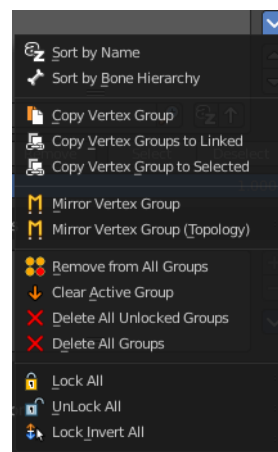 Sort by Name
Sort by Bone Hierarchy
Copy Vertex Group
Copy Vertex Groups to Linked
Copy Vertex Group to Selected
Mirror Vertex Group
Mirror Vertex Group (Topology)
Remove from All Groups
Clear Active Group
Delete All Unlocked Groups
Delete All Groups
Lock All
UnLock All
Lock Invert All